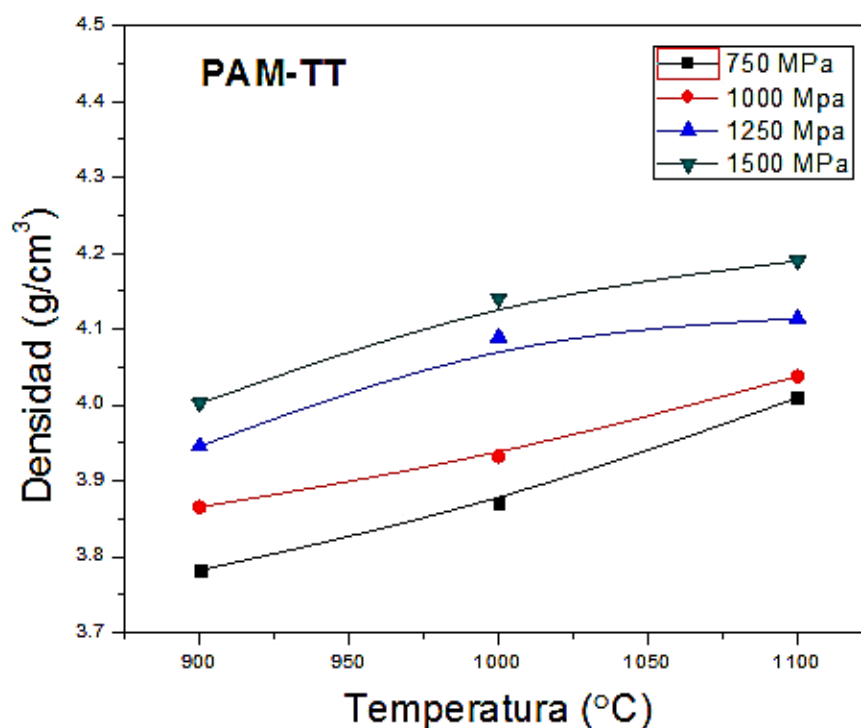 PAM-TT
750 MPa
1000 Mpa
1250 Mpa
1500 MPa
Densidad (g/cm³)
4.5
4.4
4.3
4.2
4.1
4.0
3.9
3.8
3.7
900
950
1000
1050
1100
Temperatura (°C)